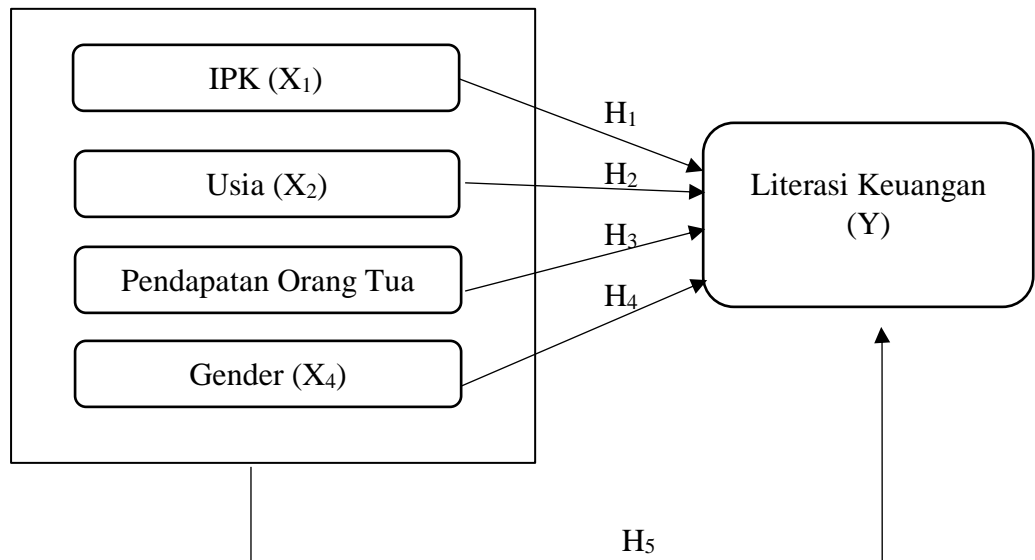 IPK (X₁)
H₁
Usia (X₂)
H₂
Literasi Keuangan
(Y)
Pendapatan Orang Tua
H₃
H₄
Gender (X₄)
H₅